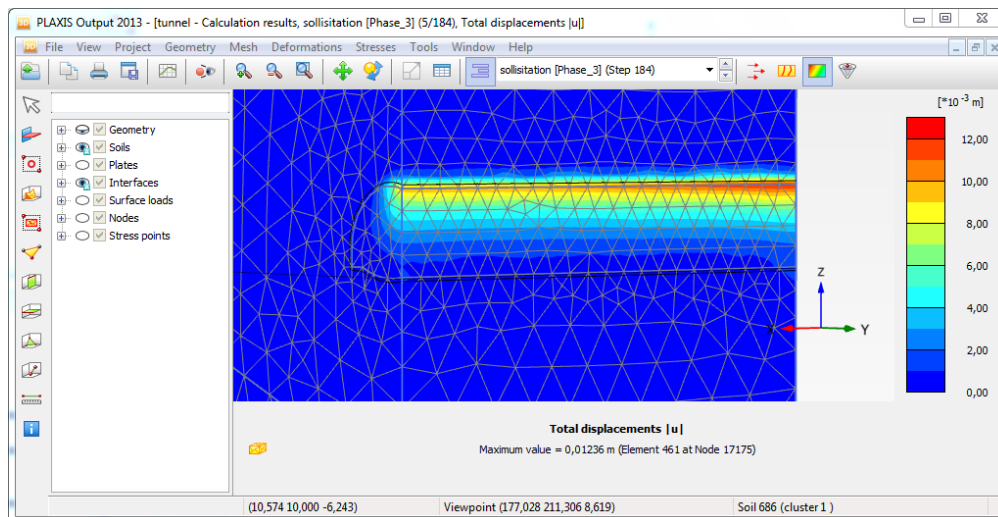 PLAXIS Output 2013 - [tunnel - Calculation results, sollisitation [Phase_3] (5/184), Total displacements |u|]
File View Project Geometry Mesh Deformations Stresses Tools Window Help
sollisitation [Phase_3] (Step 184)
Geometry
Soils
Plates
Interfaces
Surface loads
Nodes
Stress points
[*10⁻³ m]
12,00
10,00
8,00
6,00
4,00
2,00
0,00
Z
Y
Total displacements |u|
Maximum value = 0,01236 m (Element 461 at Node 17175)
(10,574 10,000 -6,243)
Viewpoint (177,028 211,306 8,619)
Soil 686 (cluster 1)